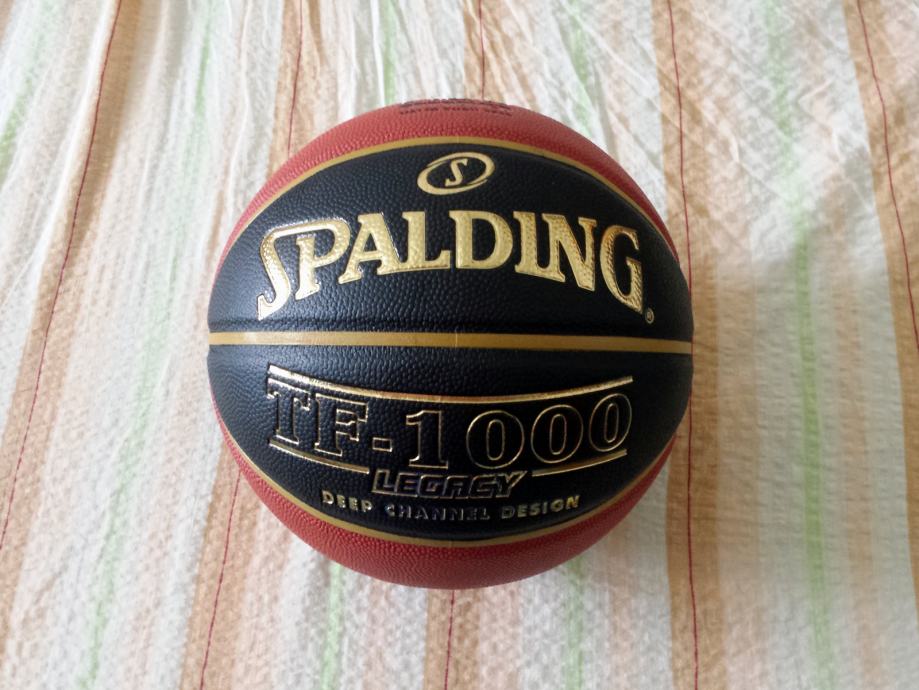 S
SPALDING®
TF-1000
LEGACY
DEEP CHANNEL DESIGN